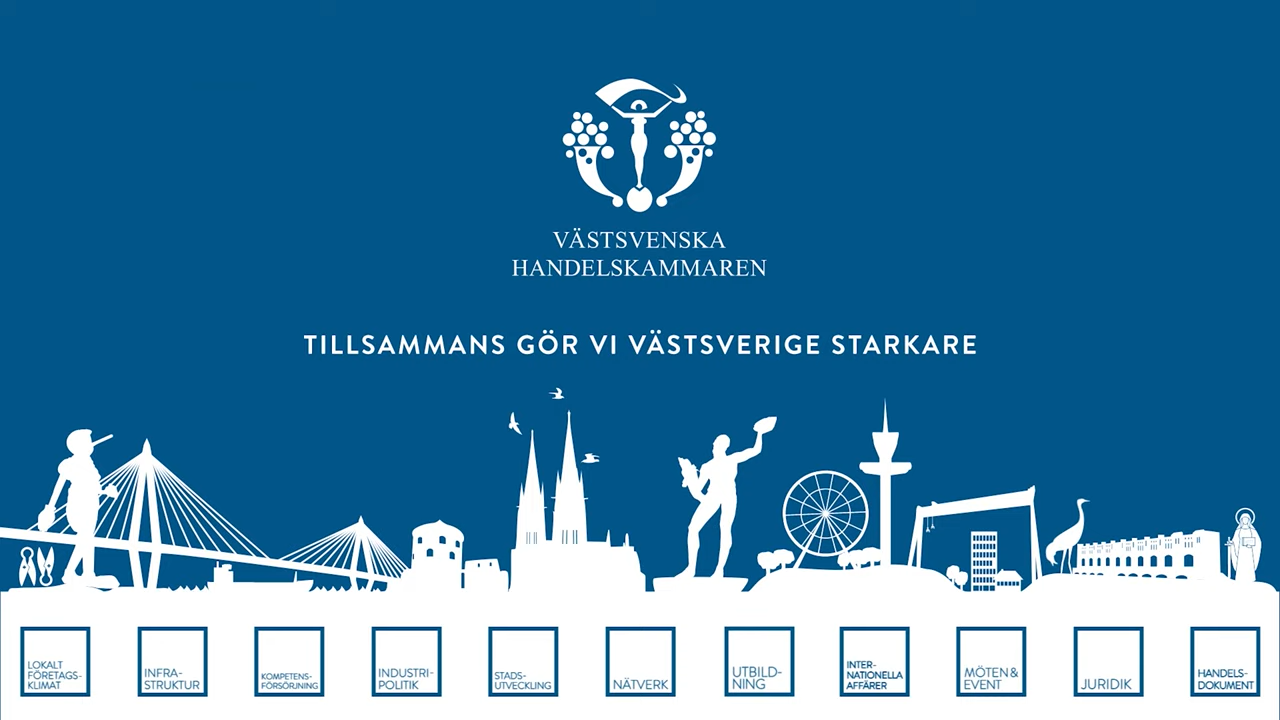 VÄSTSVENSKA
HANDELSKAMMAREN
TILLSAMMANS GÖR VI VÄSTSVERIGE STARKARE
LOKALT
FÖRETAGS-
KLIMAT
INFRA-
STRUKTUR
KOMPETENS-
FÖRSÖRJNING
INDUSTRI-
POLITIK
STADS-
UTVECKLING
NÄTVERK
UTBILD-
NING
INTER-
NATIONELLA
AFFÄRER
MÖTEN &
EVENT
JURIDIK
HANDELS-
DOKUMENT